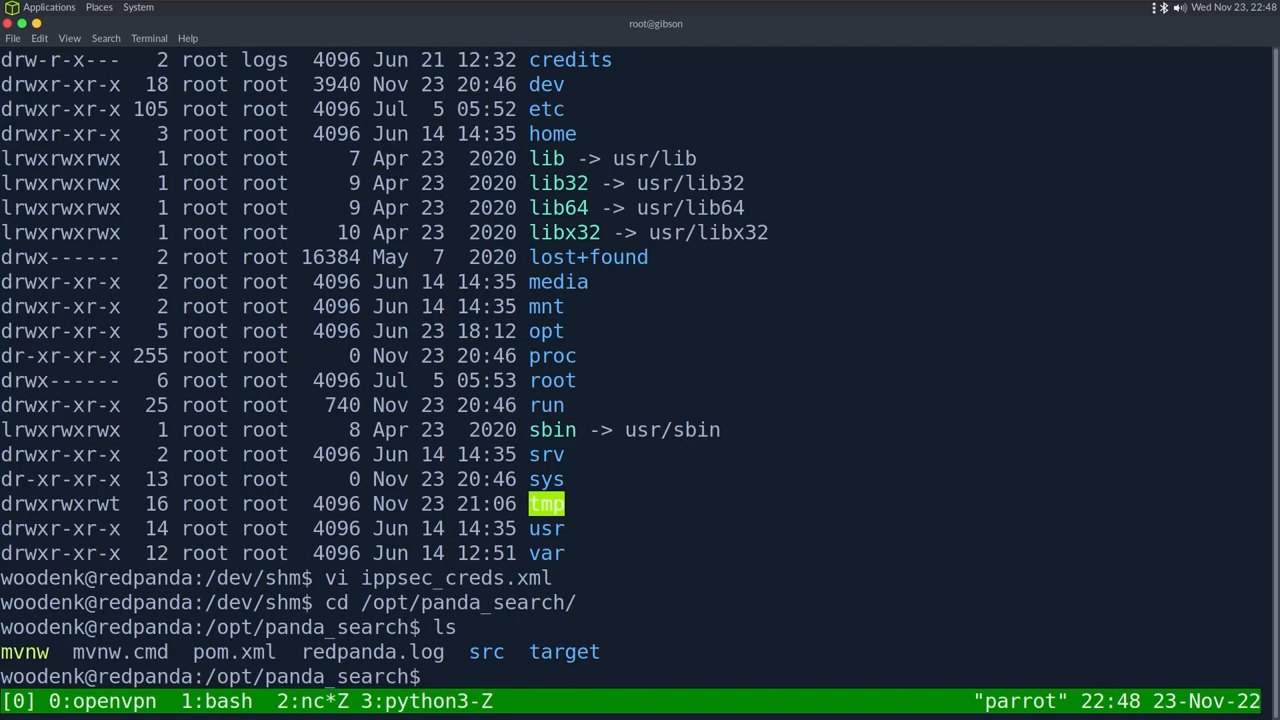 Applications Places System Wed Nov 23, 22:48
root@gibson
File Edit View Search Terminal Help
drw-r-x--- 2 root logs 4096 Jun 21 12:32 credits
drwxr-xr-x 18 root root 3940 Nov 23 20:46 dev
drwxr-xr-x 105 root root 4096 Jul 5 05:52 etc
drwxr-xr-x 3 root root 4096 Jun 14 14:35 home
lrwxrwxrwx 1 root root 7 Apr 23 2020 lib -> usr/lib
lrwxrwxrwx 1 root root 9 Apr 23 2020 lib32 -> usr/lib32
lrwxrwxrwx 1 root root 9 Apr 23 2020 lib64 -> usr/lib64
lrwxrwxrwx 1 root root 10 Apr 23 2020 libx32 -> usr/libx32
drwx------ 2 root root 16384 May 7 2020 lost+found
drwxr-xr-x 2 root root 4096 Jun 14 14:35 media
drwxr-xr-x 2 root root 4096 Jun 14 14:35 mnt
drwxr-xr-x 5 root root 4096 Jun 23 18:12 opt
dr-xr-xr-x 255 root root 0 Nov 23 20:46 proc
drwx------ 6 root root 4096 Jul 5 05:53 root
drwxr-xr-x 25 root root 740 Nov 23 20:46 run
lrwxrwxrwx 1 root root 8 Apr 23 2020 sbin -> usr/sbin
drwxr-xr-x 2 root root 4096 Jun 14 14:35 srv
dr-xr-xr-x 13 root root 0 Nov 23 20:46 sys
drwxrwxrwt 16 root root 4096 Nov 23 21:06 tmp
drwxr-xr-x 14 root root 4096 Jun 14 14:35 usr
drwxr-xr-x 12 root root 4096 Jun 14 12:51 var
woodenk@redpanda:/dev/shm$ vi ippsec_creds.xml
woodenk@redpanda:/dev/shm$ cd /opt/panda_search/
woodenk@redpanda:/opt/panda_search$ ls
mvnw mvnw.cmd pom.xml redpanda.log src target
woodenk@redpanda:/opt/panda_search$
[0] 0:openvpn 1:bash 2:nc*Z 3:python3-Z "parrot" 22:48 23-Nov-22